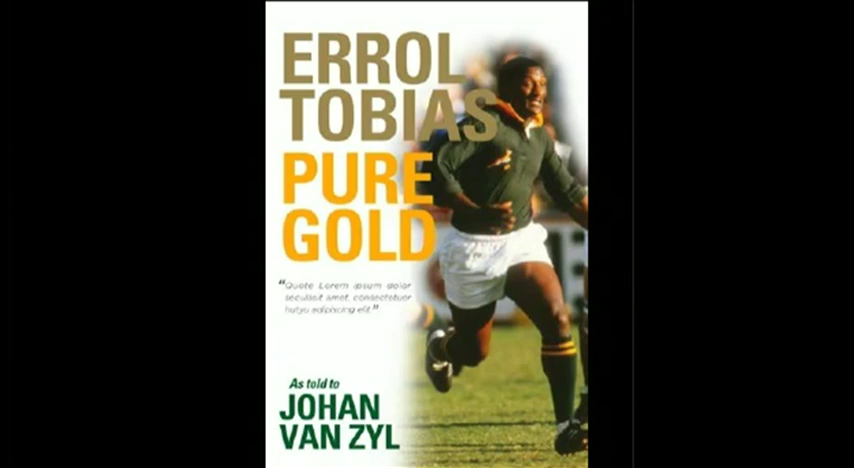 ERROL
TOBIAS
PURE
GOLD
"Quote Lorem ipsum dolor
seculisit amet, consectetuer
hutyo adipiscing elit."
As told to
JOHAN
VAN ZYL